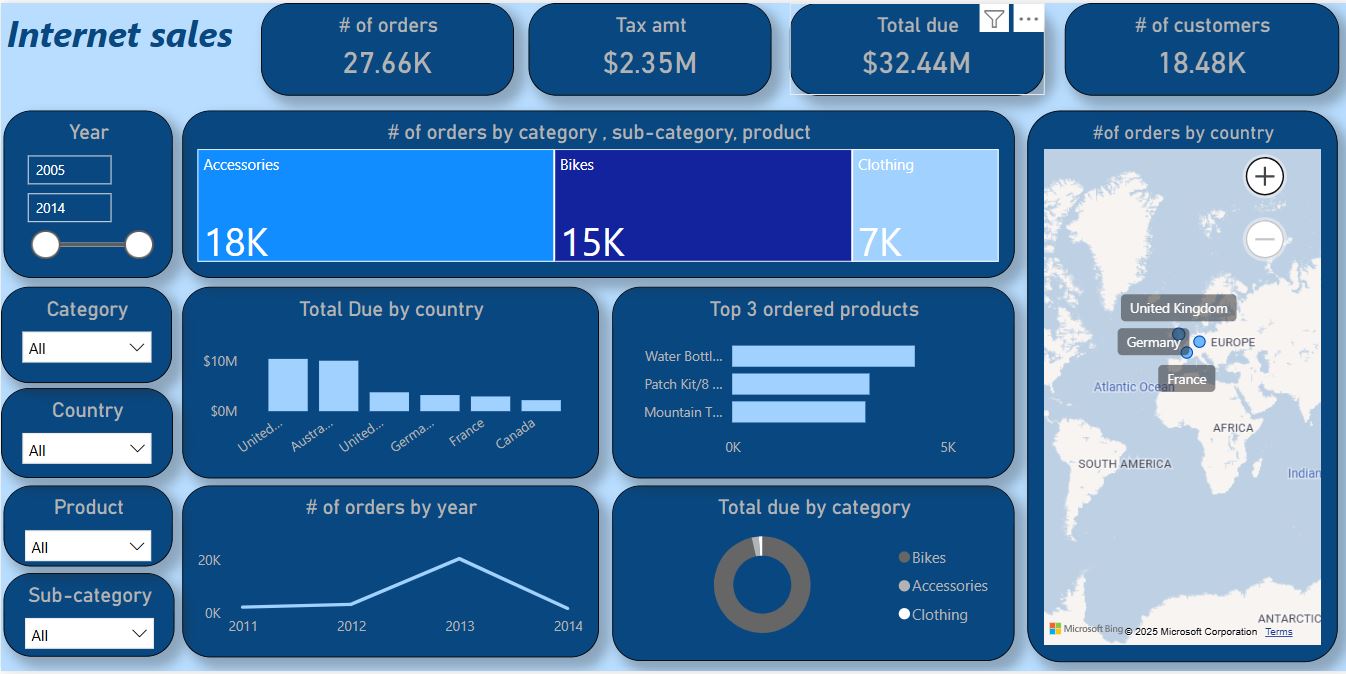 Internet sales
# of orders
27.66K
Tax amt
$2.35M
Total due
$32.44M
# of customers
18.48K
Year
2005
2014
# of orders by category , sub-category, product
Accessories
18K
Bikes
15K
Clothing
7K
#of orders by country
United Kingdom
Germany
EUROPE
France
Atlantic Ocean
AFRICA
SOUTH AMERICA
Indian
ANTARCTIC
Microsoft Bing
© 2025 Microsoft Corporation
Terms
Category
All
Country
All
Product
All
Sub-category
All
Total Due by country
$10M
$0M
United...
Austra...
United...
Germa...
France
Canada
Top 3 ordered products
Water Bottl...
Patch Kit/8 ...
Mountain T...
0K
5K
# of orders by year
20K
0K
2011
2012
2013
2014
Total due by category
Bikes
Accessories
Clothing